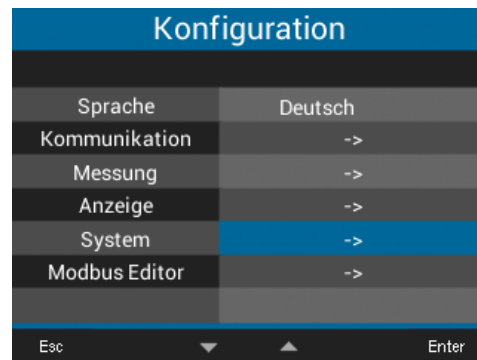 Konfiguration
Sprache Deutsch
Kommunikation ->
Messung ->
Anzeige ->
System ->
Modbus Editor ->
Esc Enter